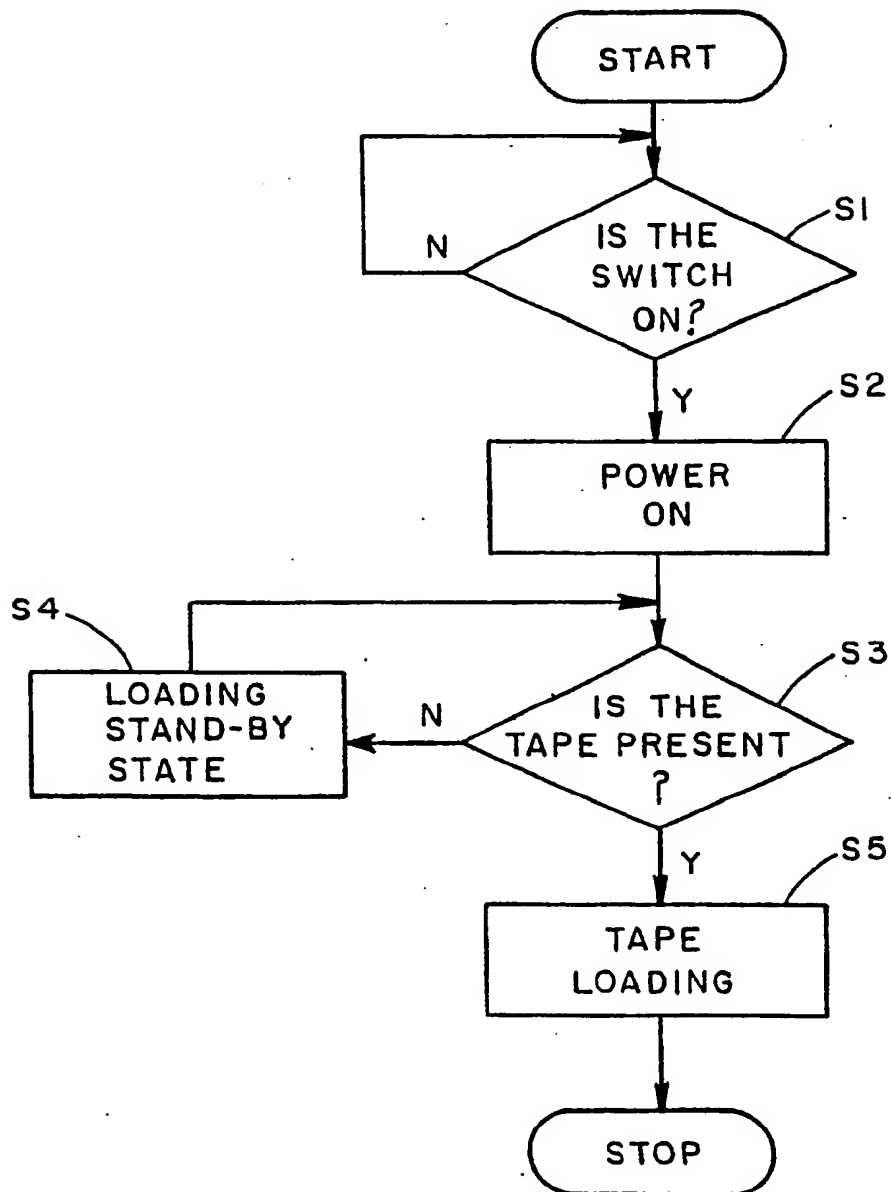 START
S1
IS THE
SWITCH
ON?
N
Y
S2
POWER
ON
S4
LOADING
STAND-BY
STATE
N
S3
IS THE
TAPE PRESENT
?
Y
S5
TAPE
LOADING
STOP